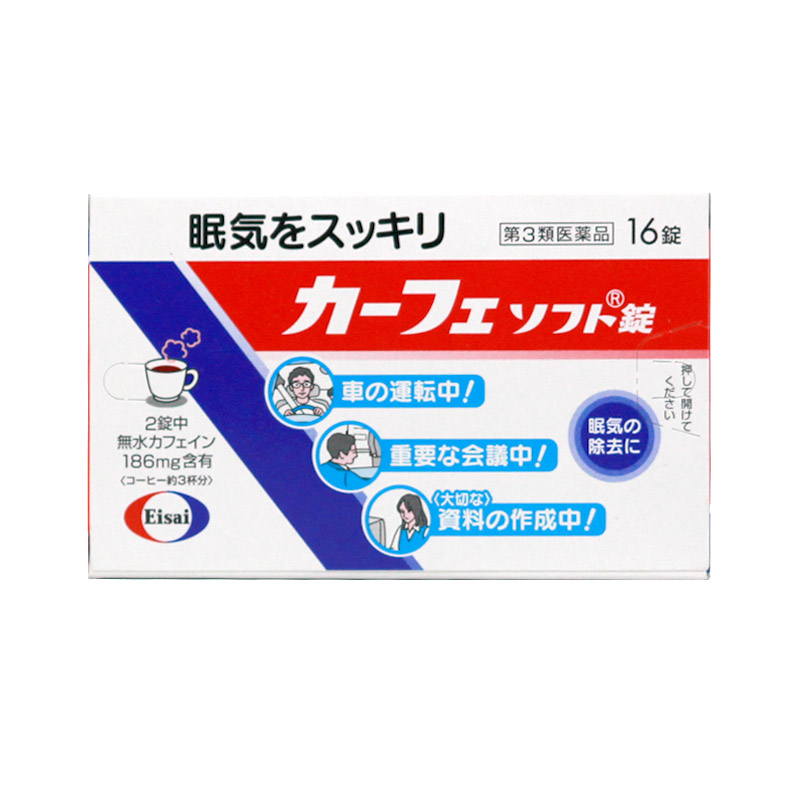 眠気をスッキリ
第3類医薬品
16錠
カーフェソフト®錠
車の運転中!
重要な会議中!
〈大切な〉
資料の作成中!
眠気の
除去に
押して開けて
ください
2錠中
無水カフェイン
186mg含有
〈コーヒー約3杯分〉
Eisai